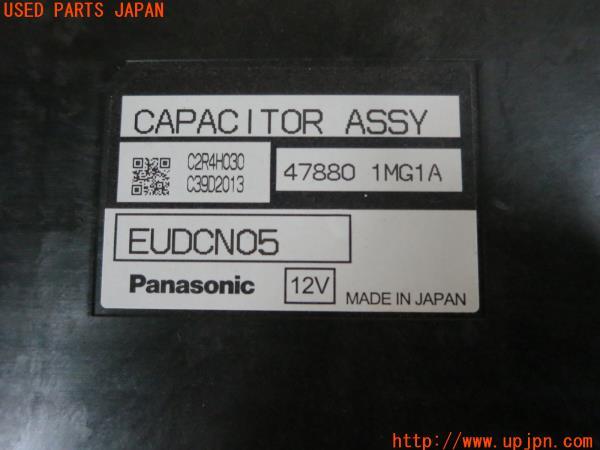 USED PARTS JAPAN
CAPACITOR ASSY
C2R4H030
C39D2013
47880 1MG1A
EUDCN05
Panasonic
12V
MADE IN JAPAN
http://www.upjpn.com